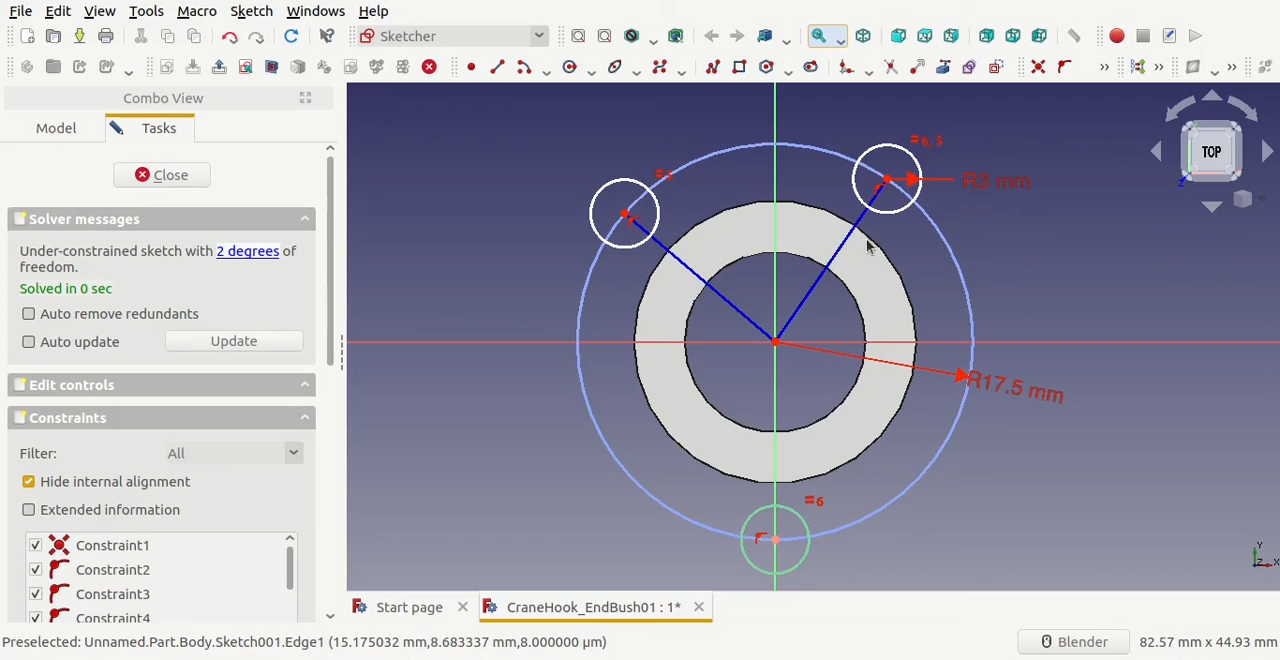 File Edit View Tools Macro Sketch Windows Help
Sketcher
Combo View
Model Tasks
Close
Solver messages
Under-constrained sketch with 2 degrees of
freedom.
Solved in 0 sec
Auto remove redundants
Auto update Update
Edit controls
Constraints
Filter: All
Hide internal alignment
Extended information
Constraint1
Constraint2
Constraint3
Constraint4
=6, 5
R3 mm
TOP
Z
R17.5 mm
=6
Y
Z X
Start page CraneHook_EndBush01 : 1*
Preselected: Unnamed.Part.Body.Sketch001.Edge1 (15.175032 mm,8.683337 mm,8.000000 µm) Blender 82.57 mm x 44.93 mm